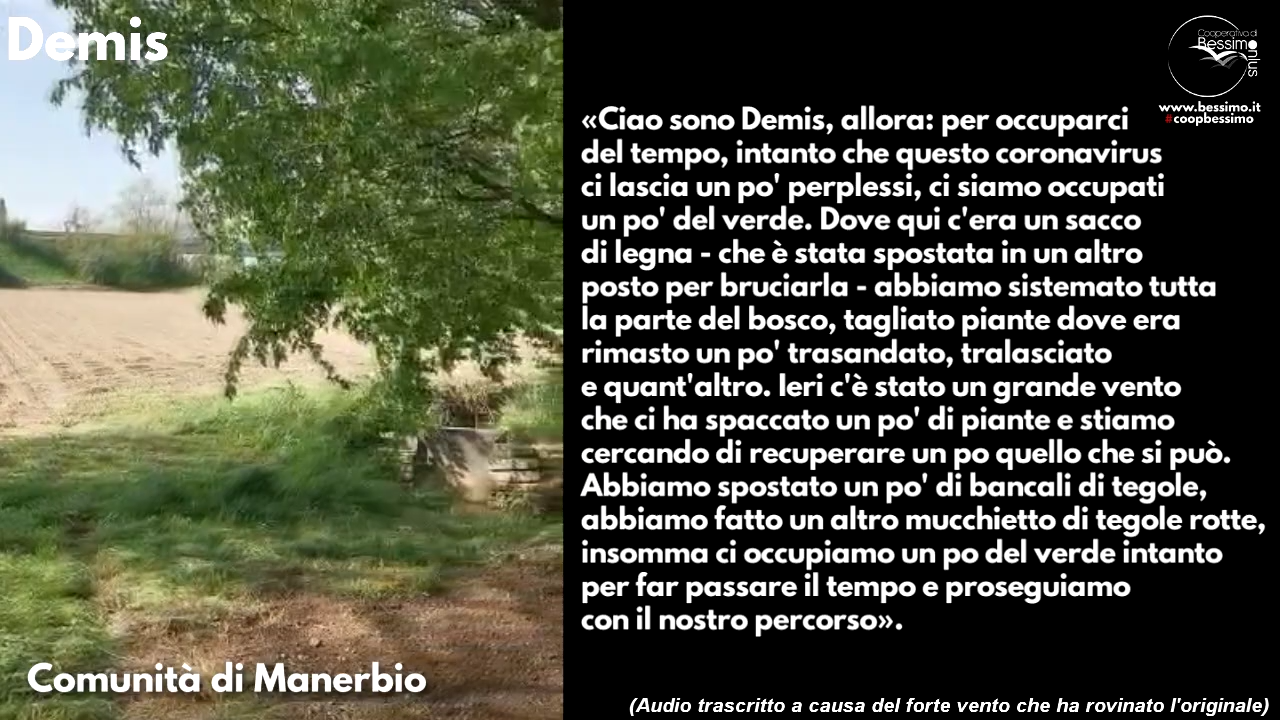 Demis
Cooperativa di
Bessimo
onlus
www.bessimo.it
#coopbessimo
«Ciao sono Demis, allora: per occuparci
del tempo, intanto che questo coronavirus
ci lascia un po' perplessi, ci siamo occupati
un po' del verde. Dove qui c'era un sacco
di legna - che è stata spostata in un altro
posto per bruciarla - abbiamo sistemato tutta
la parte del bosco, tagliato piante dove era
rimasto un po' trasandato, tralasciato
e quant'altro. Ieri c'è stato un grande vento
che ci ha spaccato un po' di piante e stiamo
cercando di recuperare un po quello che si può.
Abbiamo spostato un po' di bancali di tegole,
abbiamo fatto un altro mucchietto di tegole rotte,
insomma ci occupiamo un po del verde intanto
per far passare il tempo e proseguiamo
con il nostro percorso».
Comunità di Manerbio
(Audio trascritto a causa del forte vento che ha rovinato l'originale)